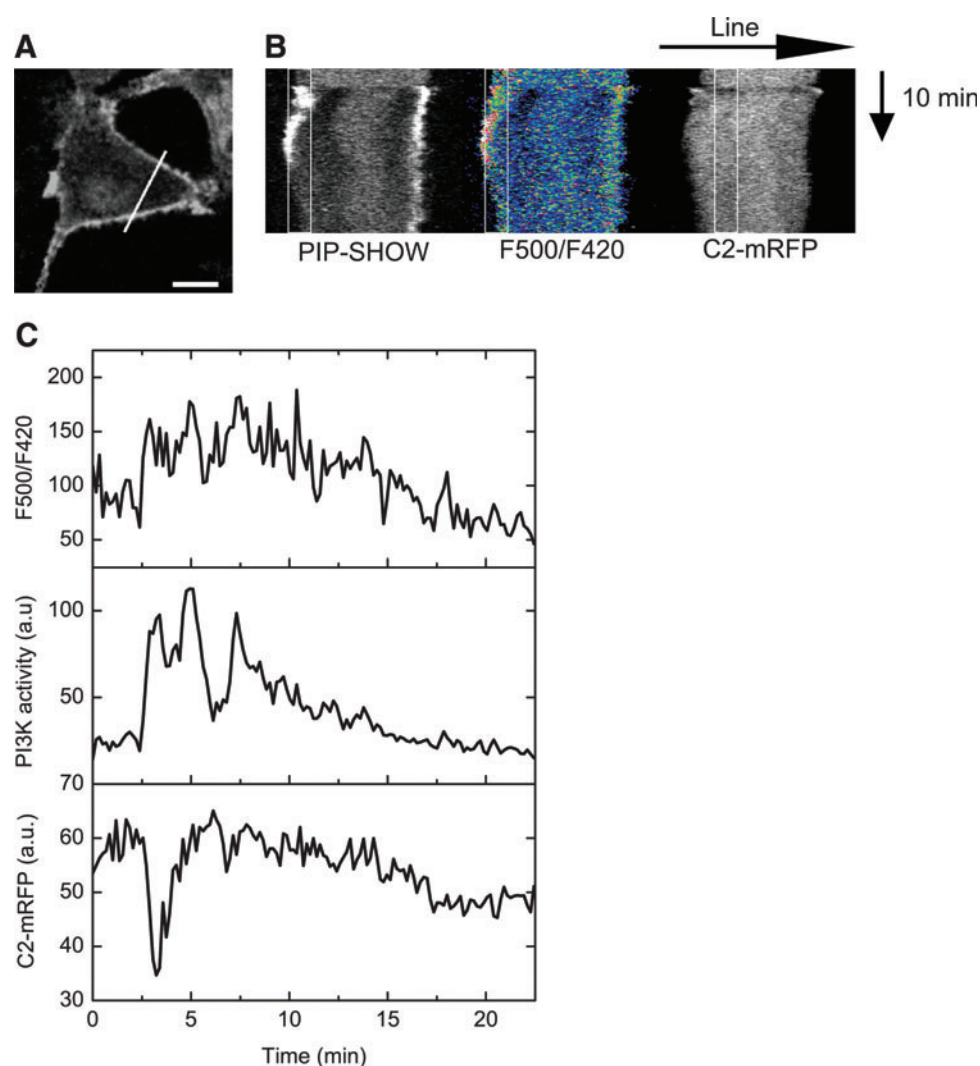 A
B
Line
10 min
PIP-SHOW
F500/F420
C2-mRFP
C
F500/F420
200
150
100
50
PI3K activity (a.u)
100
50
C2-mRFP (a.u.)
70
60
50
40
30
0
5
10
15
20
Time (min)